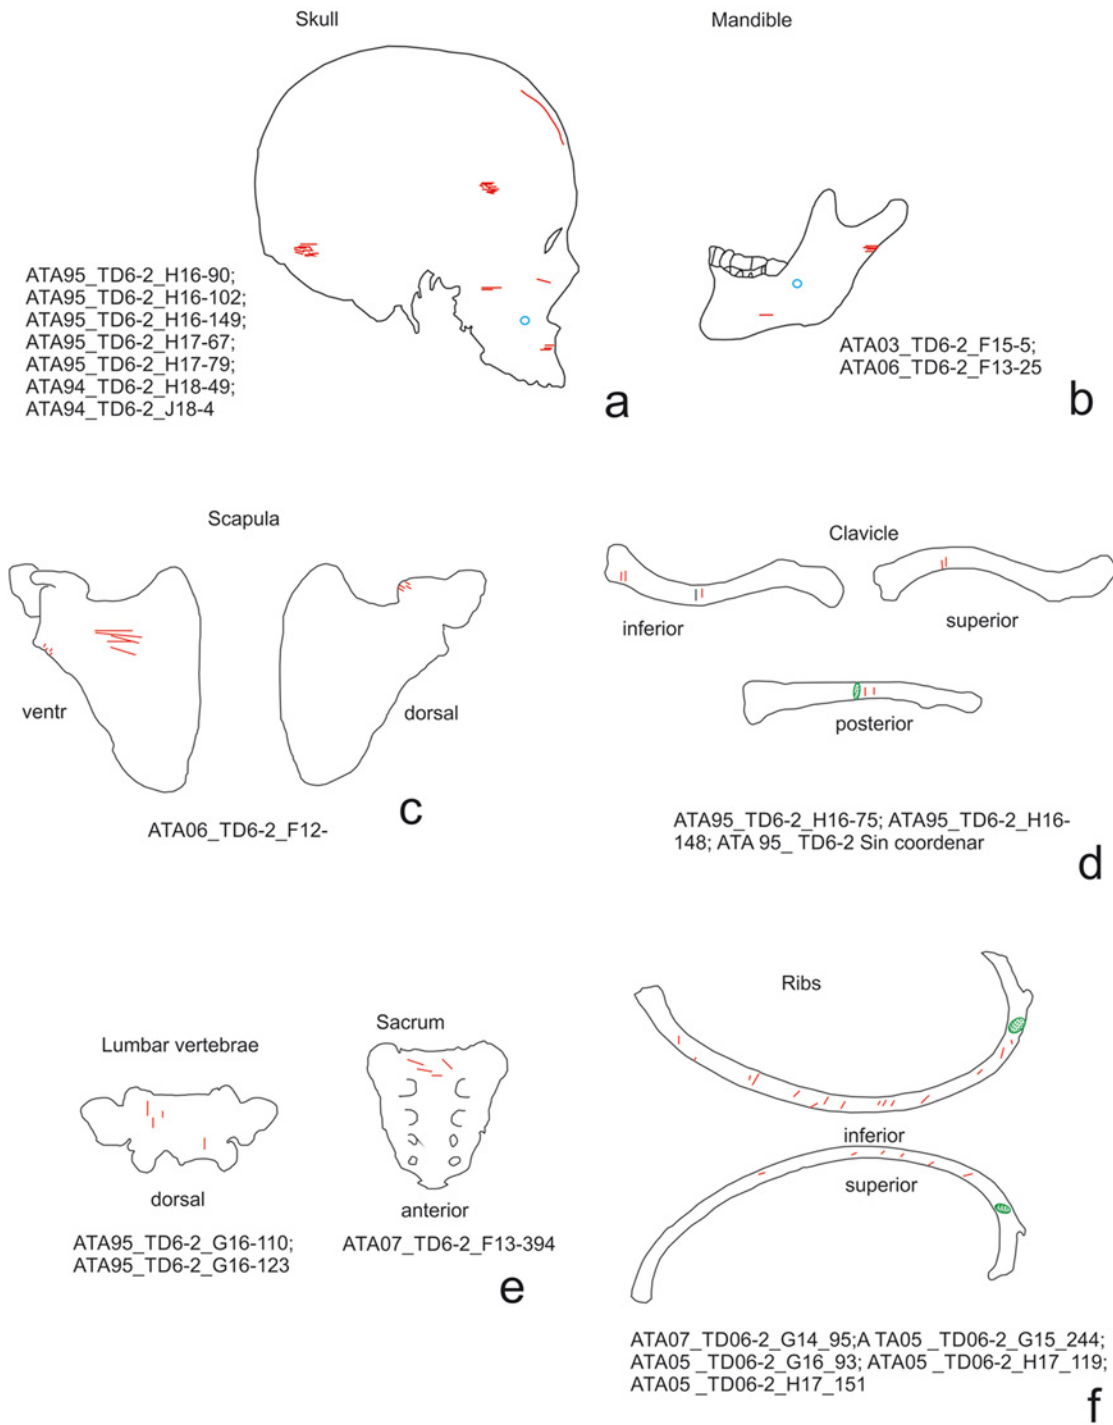 Skull
Mandible
ATA95_TD6-2_H16-90;
ATA95_TD6-2_H16-102;
ATA95_TD6-2_H16-149;
ATA95_TD6-2_H17-67;
ATA95_TD6-2_H17-79;
ATA94_TD6-2_H18-49;
ATA94_TD6-2_J18-4
a
ATA03_TD6-2_F15-5;
ATA06_TD6-2_F13-25
b
Scapula
ventr
dorsal
ATA06_TD6-2_F12-
c
Clavicle
inferior
superior
posterior
ATA95_TD6-2_H16-75; ATA95_TD6-2_H16-
148; ATA 95_ TD6-2 Sin coordenar
d
Lumbar vertebrae
dorsal
ATA95_TD6-2_G16-110;
ATA95_TD6-2_G16-123
Sacrum
anterior
ATA07_TD6-2_F13-394
e
Ribs
inferior
superior
ATA07_TD06-2_G14_95;A TA05 _TD06-2_G15_244;
ATA05 _TD06-2_G16_93; ATA05 _TD06-2_H17_119;
ATA05 _TD06-2_H17_151
f